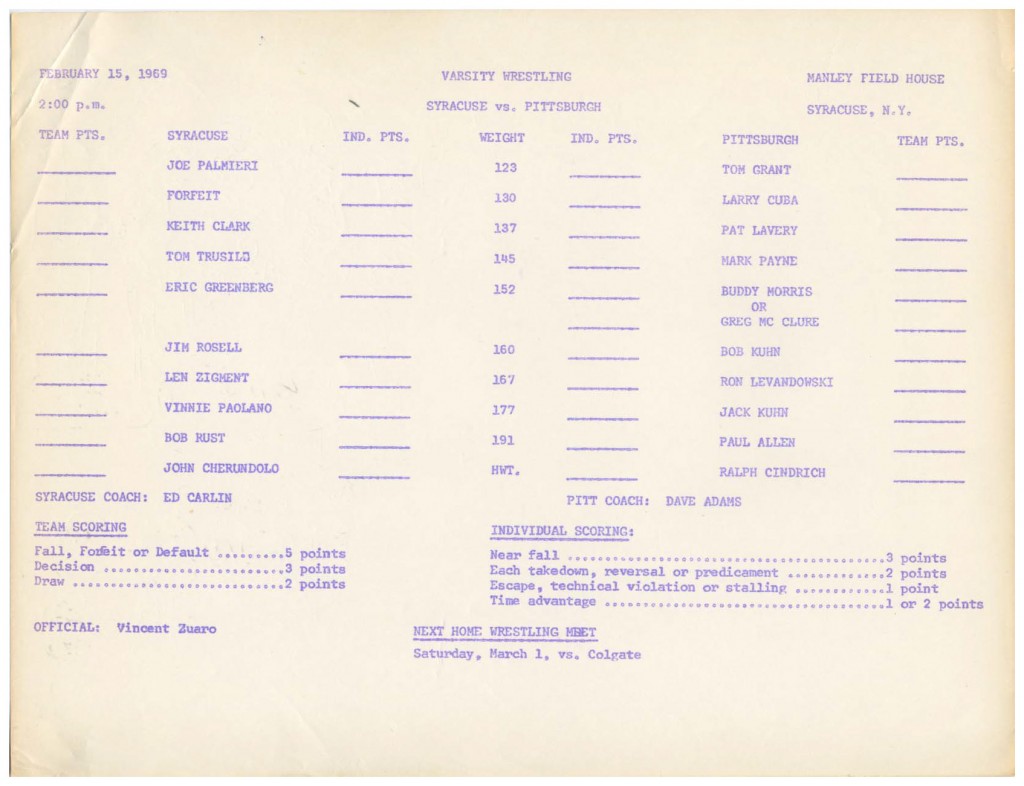 FEBRUARY 15, 1969 VARSITY WRESTLING MANLEY FIELD HOUSE
2:00 p.m. SYRACUSE vs. PITTSBURGH SYRACUSE, N.Y.
TEAM PTS. SYRACUSE IND. PTS. WEIGHT IND. PTS. PITTSBURGH TEAM PTS.
JOE PALMIERI 123 TOM GRANT
FORFEIT 130 LARRY CUBA
KEITH CLARK 137 PAT LAVERY
TOM TRUSILO 145 MARK PAYNE
ERIC GREENBERG 152 BUDDY MORRIS
OR
GREG MC CLURE
JIM ROSELL 160 BOB KUHN
LEN ZIGMENT 167 RON LEVANDOWSKI
VINNIE PAOLANO 177 JACK KUHN
BOB RUST 191 PAUL ALLEN
JOHN CHERUNDOLO HWT. RALPH CINDRICH
SYRACUSE COACH: ED CARLIN PITT COACH: DAVE ADAMS
TEAM SCORING INDIVIDUAL SCORING:
Fall, Forfeit or Default .........5 points Near fall ...................................3 points
Decision ....................3 points Each takedown, reversal or predicament .............2 points
Draw .......................2 points Escape, technical violation or stalling ............1 point
Time advantage ...............................1 or 2 points
OFFICIAL: Vincent Zuaro NEXT HOME WRESTLING MEET
Saturday, March 1, vs. Colgate